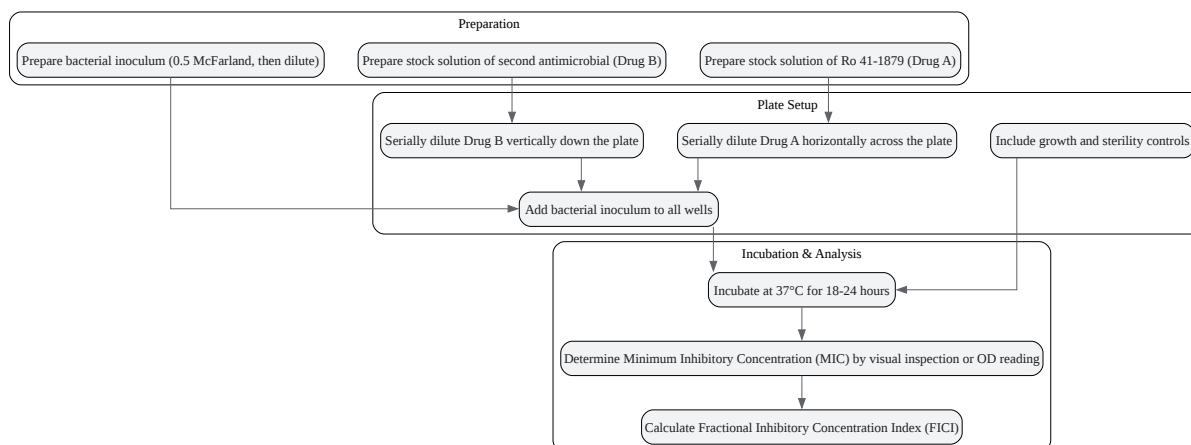 Preparation
Prepare bacterial inoculum (0.5 McFarland, then dilute)
Prepare stock solution of second antimicrobial (Drug B)
Prepare stock solution of Ro 41-1879 (Drug A)
Plate Setup
Serially dilute Drug B vertically down the plate
Serially dilute Drug A horizontally across the plate
Include growth and sterility controls
Add bacterial inoculum to all wells
Incubation & Analysis
Incubate at 37°C for 18-24 hours
Determine Minimum Inhibitory Concentration (MIC) by visual inspection or OD reading
Calculate Fractional Inhibitory Concentration Index (FICI)